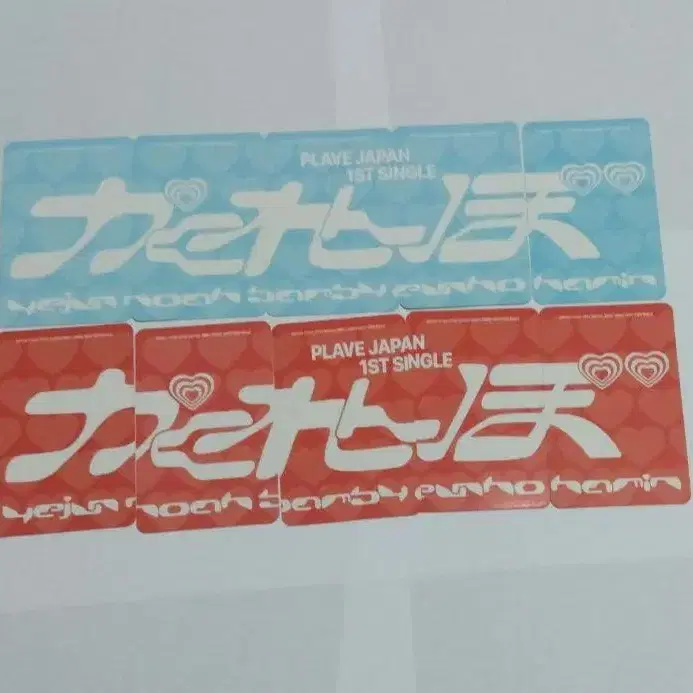 PLAVE JAPAN
1ST SINGLE
かくれんぼ
yejun noah bamby eunho hamin
PLAVE JAPAN
1ST SINGLE
かくれんぼ
yejun noah bamby eunho hamin